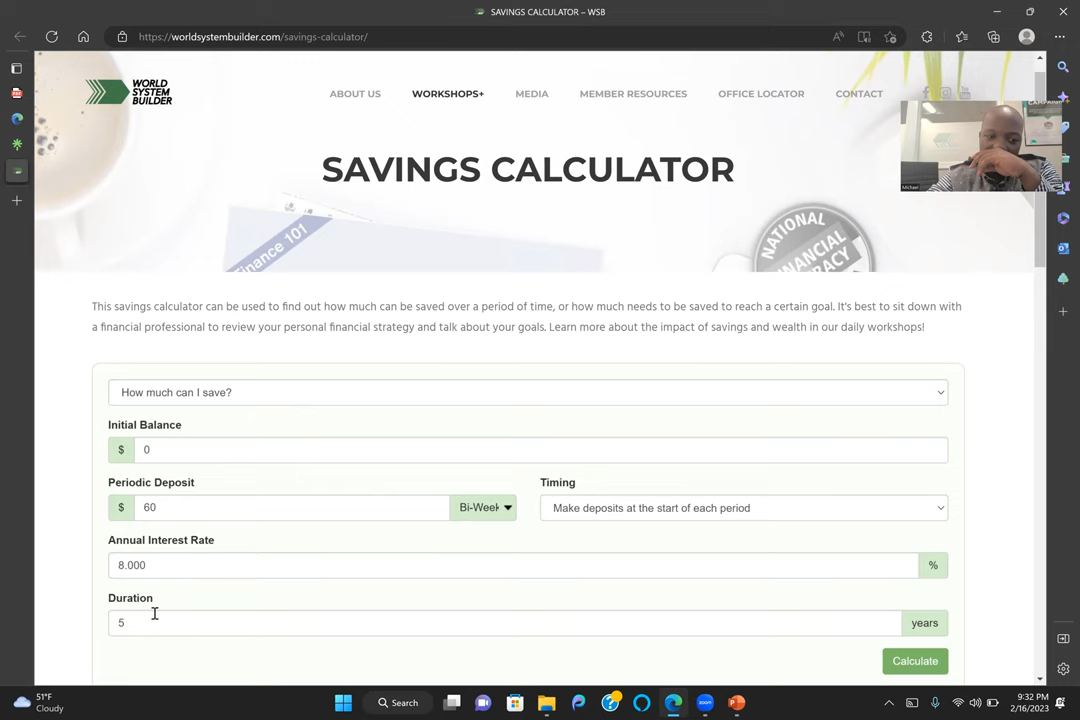 SAVINGS CALCULATOR – WSB
https://worldsystembuilder.com/savings-calculator/
WORLD
SYSTEM
BUILDER
ABOUT US
WORKSHOPS+
MEDIA
MEMBER RESOURCES
OFFICE LOCATOR
CONTACT
SAVINGS CALCULATOR
Finance 101
NATIONAL
FINANCIAL
Michael
This savings calculator can be used to find out how much can be saved over a period of time, or how much needs to be saved to reach a certain goal. It's best to sit down with
a financial professional to review your personal financial strategy and talk about your goals. Learn more about the impact of savings and wealth in our daily workshops!
How much can I save?
Initial Balance
$ 0
Periodic Deposit
Timing
$ 60 Bi-Week
Make deposits at the start of each period
Annual Interest Rate
8.000 %
Duration
5 years
Calculate
51°F
Cloudy
Search
zoom
9:32 PM
2/16/2023